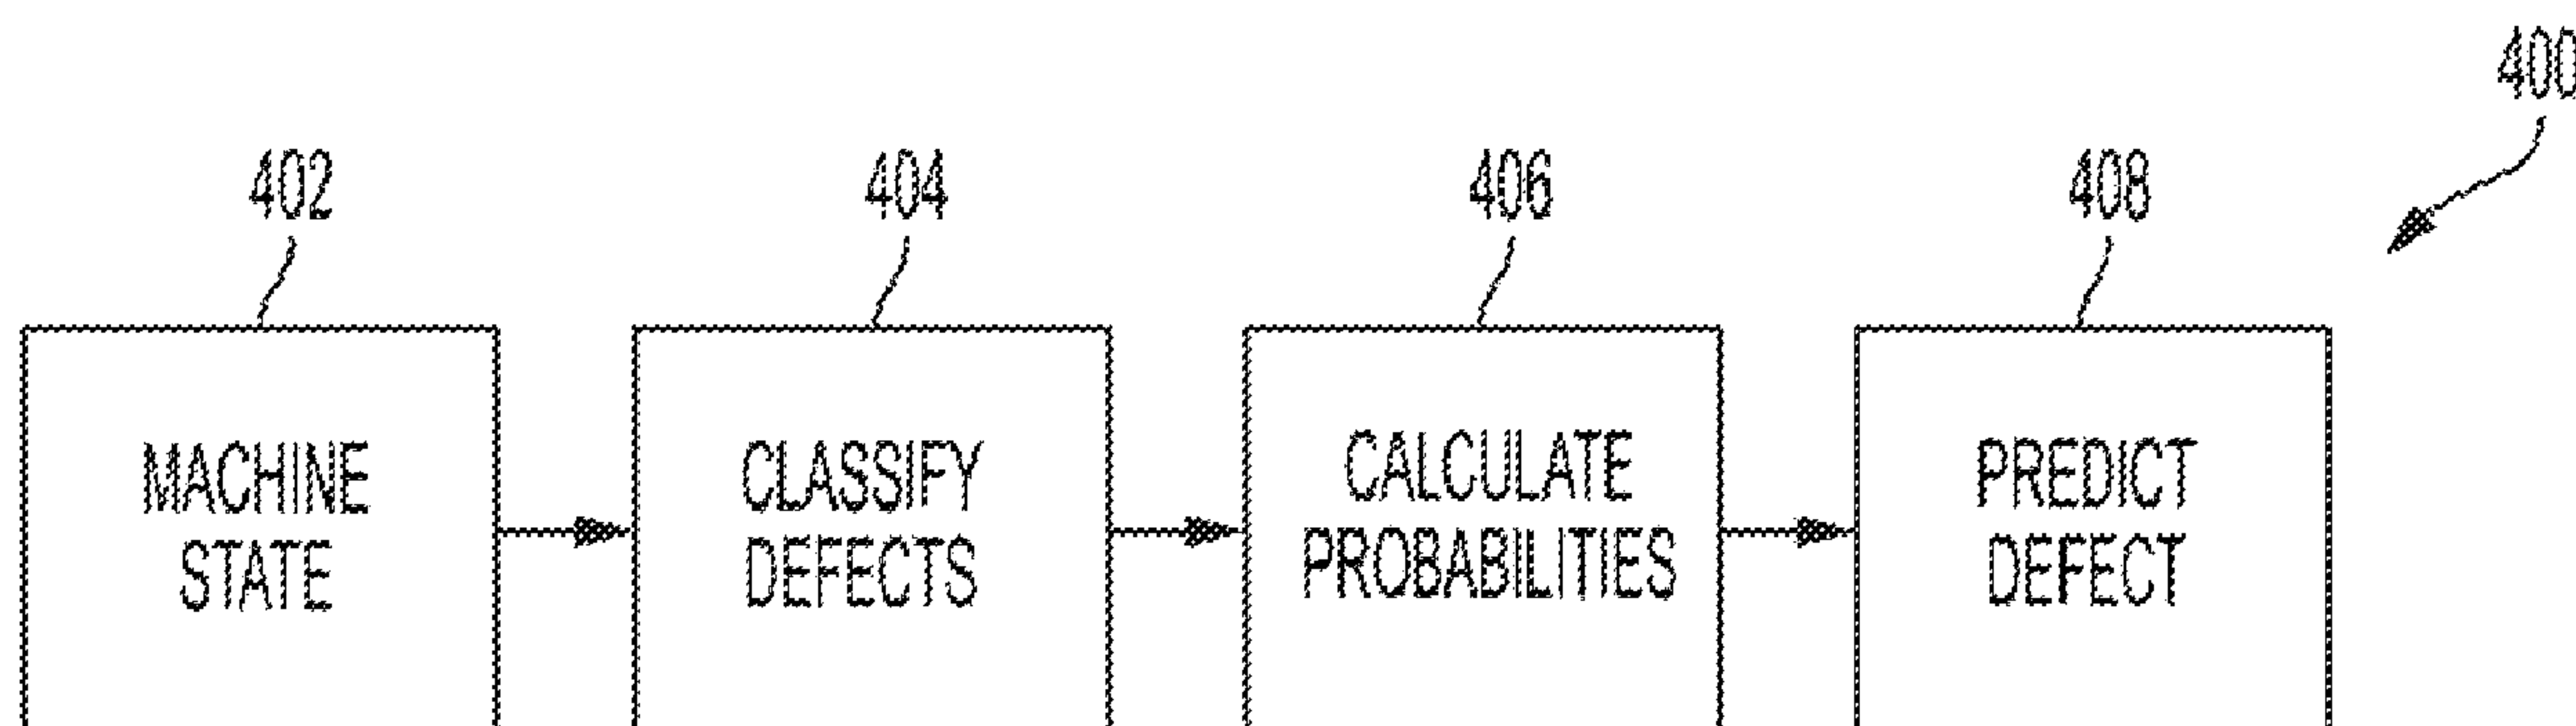 400
402
404
406
408
MACHINE
STATE
CLASSIFY
DEFECTS
CALCULATE
PROBABILITIES
PREDICT
DEFECT